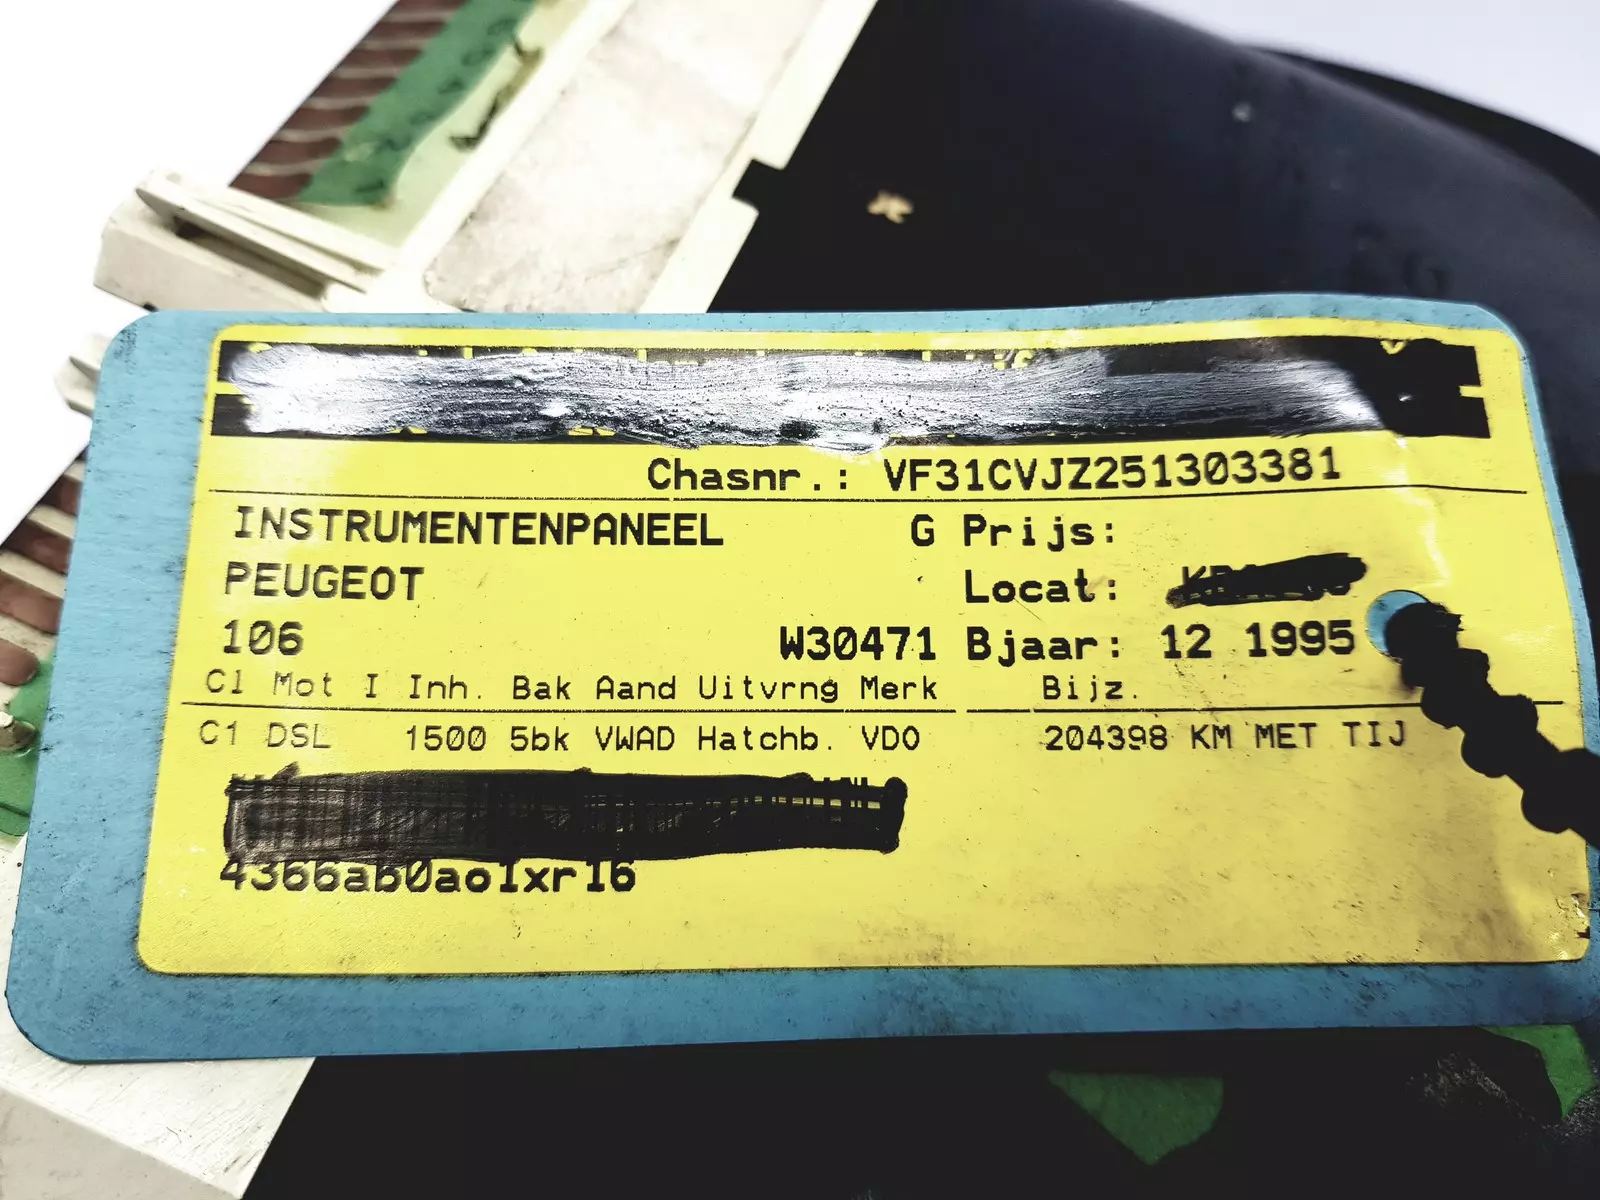 Chasnr.: VF31CVJZ251303381
INSTRUMENTENPANEEL G Prijs:
PEUGEOT Locat:
106 W30471 Bjaar: 12 1995
Cl Mot I Inh. Bak Aand Uitvrng Merk Bijz.
C1 DSL 1500 5bk VWAD Hatchb. VDO 204398 KM MET TIJ
4366ab0ao1xr16